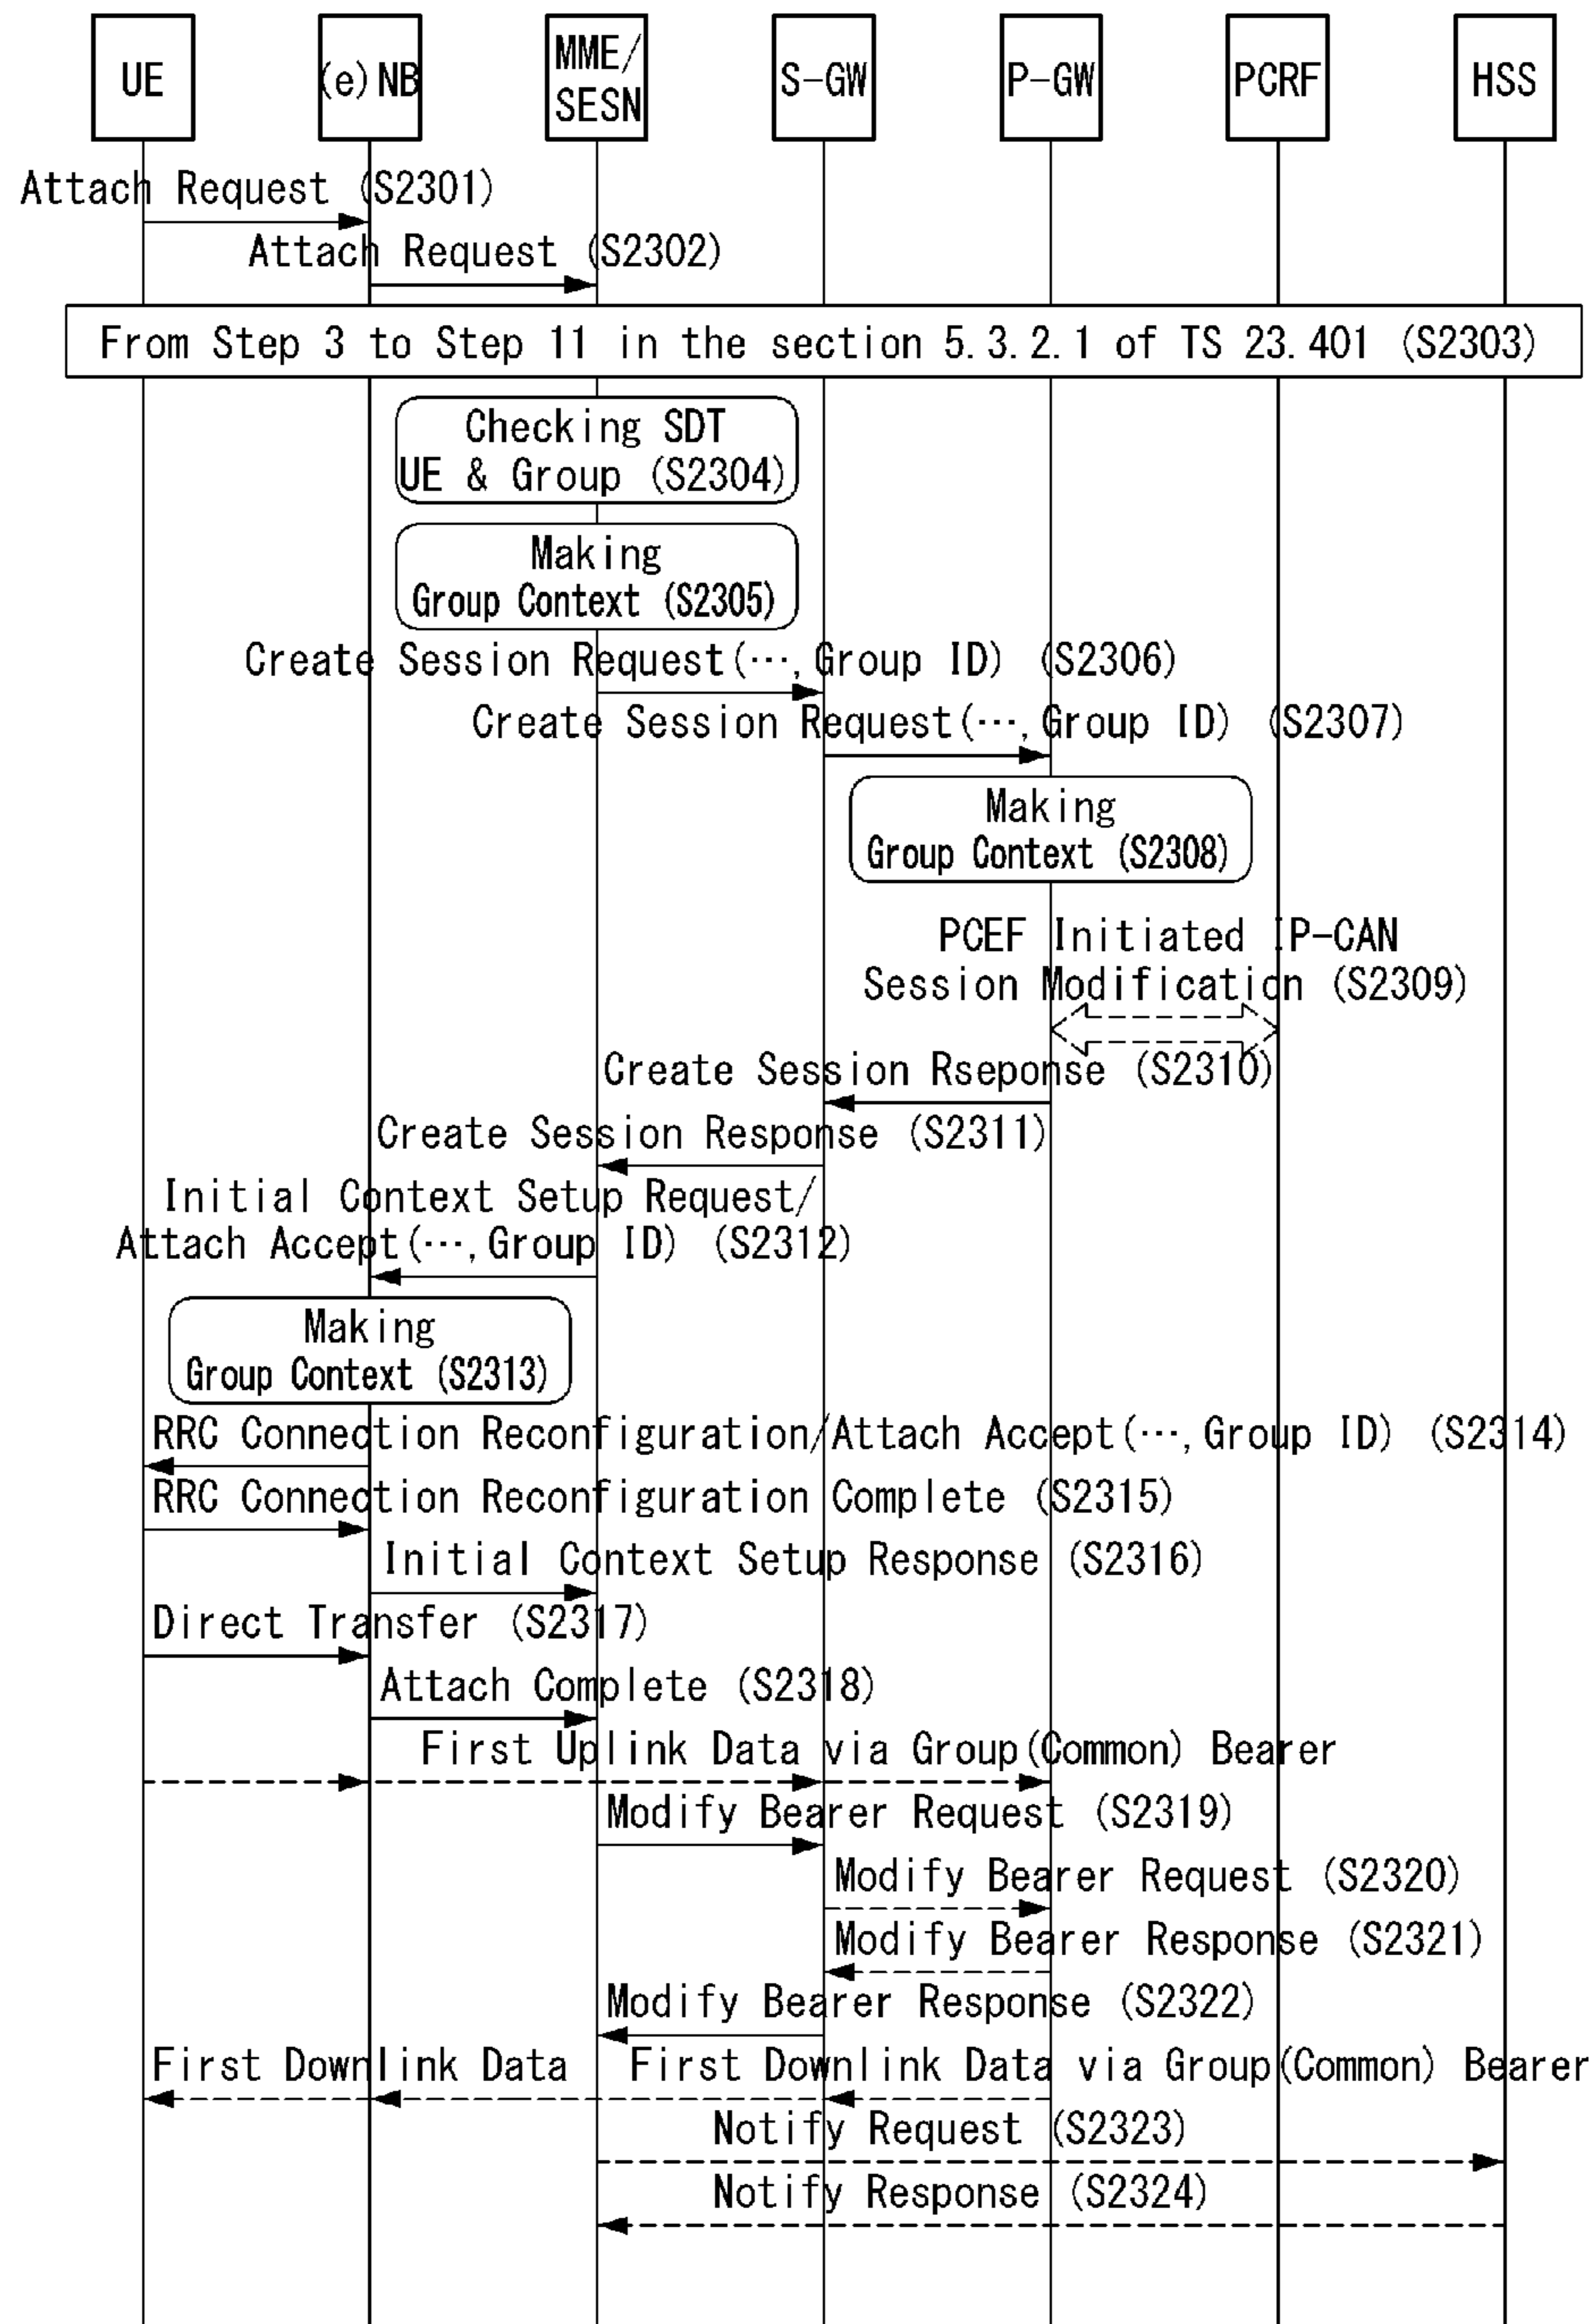 UE
(e)NB
MME/
SESN
S-GW
P-GW
PCRF
HSS
Attach Request (S2301)
Attach Request (S2302)
From Step 3 to Step 11 in the section 5.3.2.1 of TS 23.401 (S2303)
Checking SDT
UE & Group (S2304)
Making
Group Context (S2305)
Create Session Request(…,Group ID) (S2306)
Create Session Request(…,Group ID) (S2307)
Making
Group Context (S2308)
PCEF Initiated IP-CAN
Session Modification (S2309)
Create Session Rseponse (S2310)
Create Session Response (S2311)
Initial Context Setup Request/
Attach Accept(…,Group ID) (S2312)
Making
Group Context (S2313)
RRC Connection Reconfiguration/Attach Accept(…,Group ID) (S2314)
RRC Connection Reconfiguration Complete (S2315)
Initial Context Setup Response (S2316)
Direct Transfer (S2317)
Attach Complete (S2318)
First Uplink Data via Group(Common) Bearer
Modify Bearer Request (S2319)
Modify Bearer Request (S2320)
Modify Bearer Response (S2321)
Modify Bearer Response (S2322)
First Downlink Data
First Downlink Data via Group(Common) Bearer
Notify Request (S2323)
Notify Response (S2324)